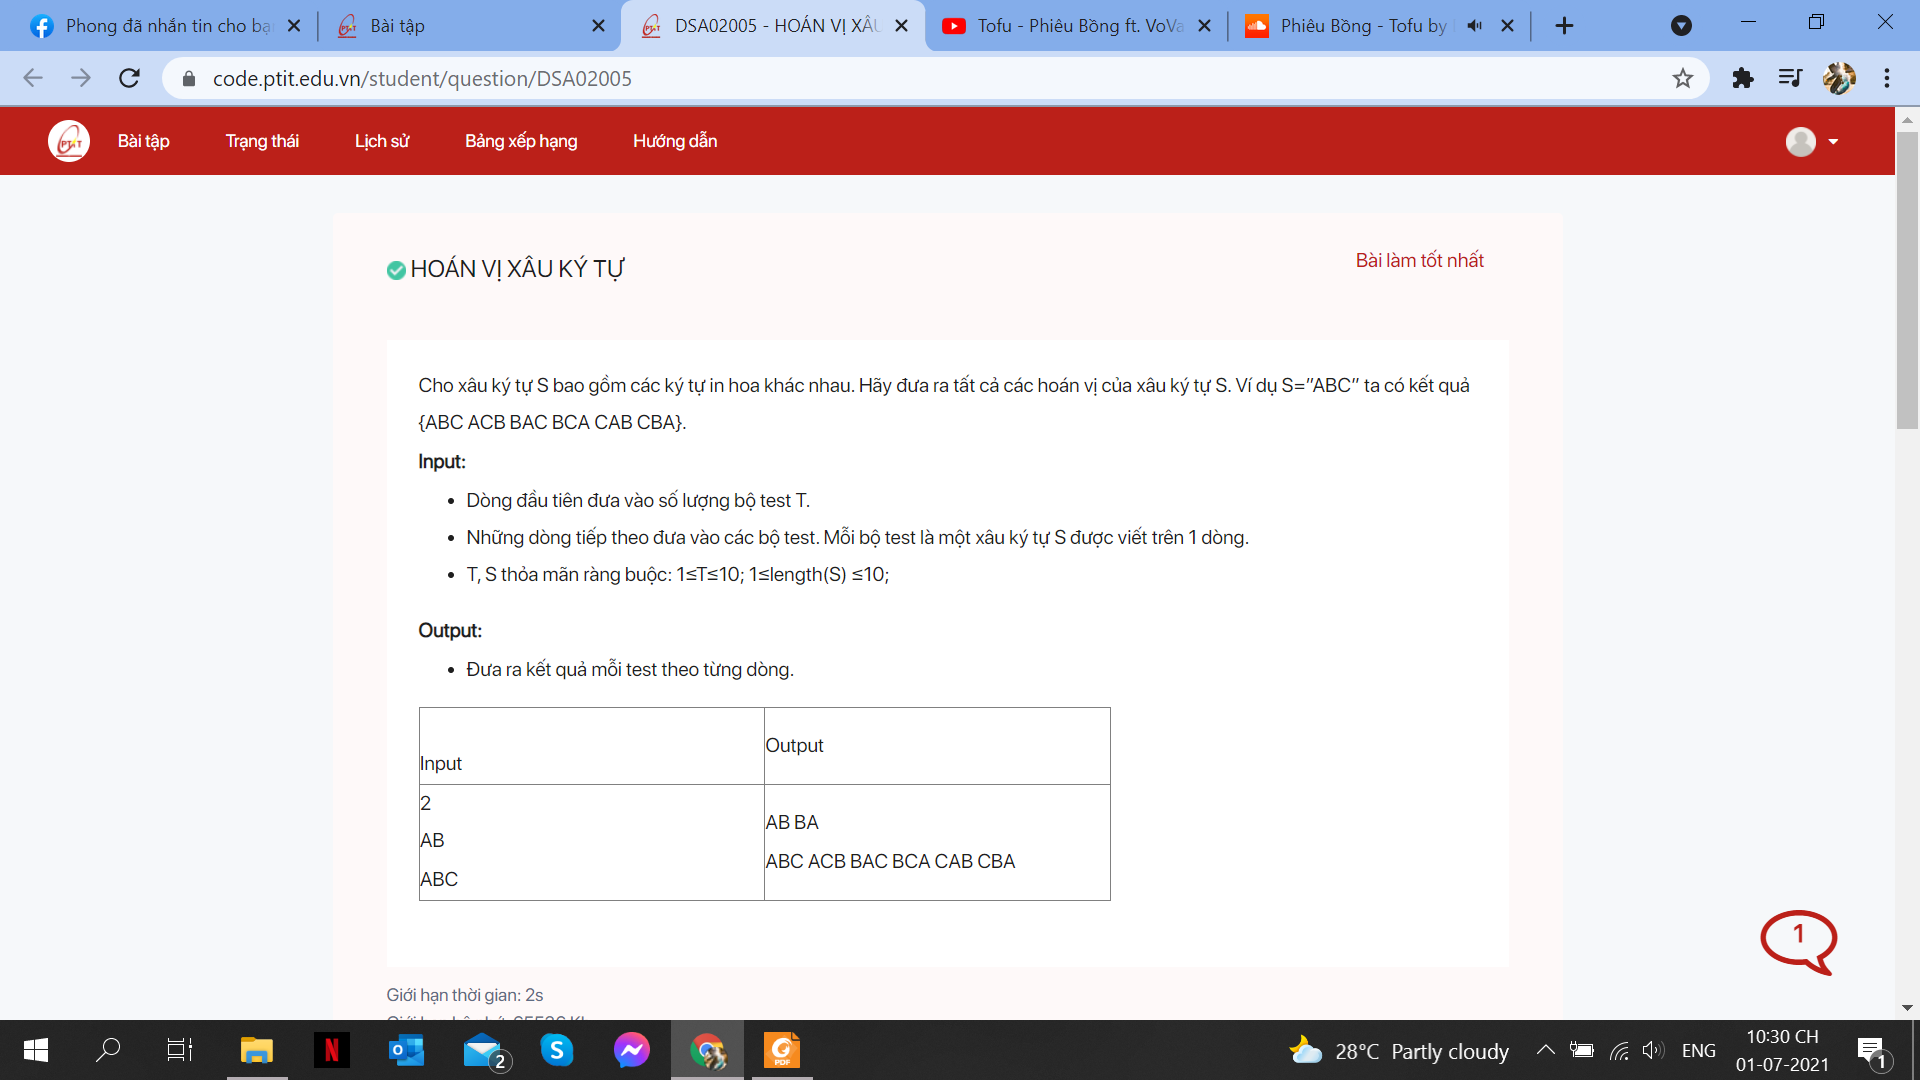 Phong đã nhắn tin cho bạ
Bài tập
DSA02005 - HOÁN VỊ XÂU
Tofu - Phiêu Bồng ft. VoVa
Phiêu Bồng - Tofu by
code.ptit.edu.vn/student/question/DSA02005
PTIT
Bài tập
Trạng thái
Lịch sử
Bảng xếp hạng
Hướng dẫn
HOÁN VỊ XÂU KÝ TỰ
Bài làm tốt nhất
Cho xâu ký tự S bao gồm các ký tự in hoa khác nhau. Hãy đưa ra tất cả các hoán vị của xâu ký tự S. Ví dụ S=”ABC” ta có kết quả
{ABC ACB BAC BCA CAB CBA}.
Input:
• Dòng đầu tiên đưa vào số lượng bộ test T.
• Những dòng tiếp theo đưa vào các bộ test. Mỗi bộ test là một xâu ký tự S được viết trên 1 dòng.
• T, S thỏa mãn ràng buộc: 1≤T≤10; 1≤length(S) ≤10;
Output:
• Đưa ra kết quả mỗi test theo từng dòng.
Input
Output
2
AB
ABC
AB BA
ABC ACB BAC BCA CAB CBA
1
Giới hạn thời gian: 2s
2
PDF
28°C Partly cloudy
ENG
10:30 CH
01-07-2021
1